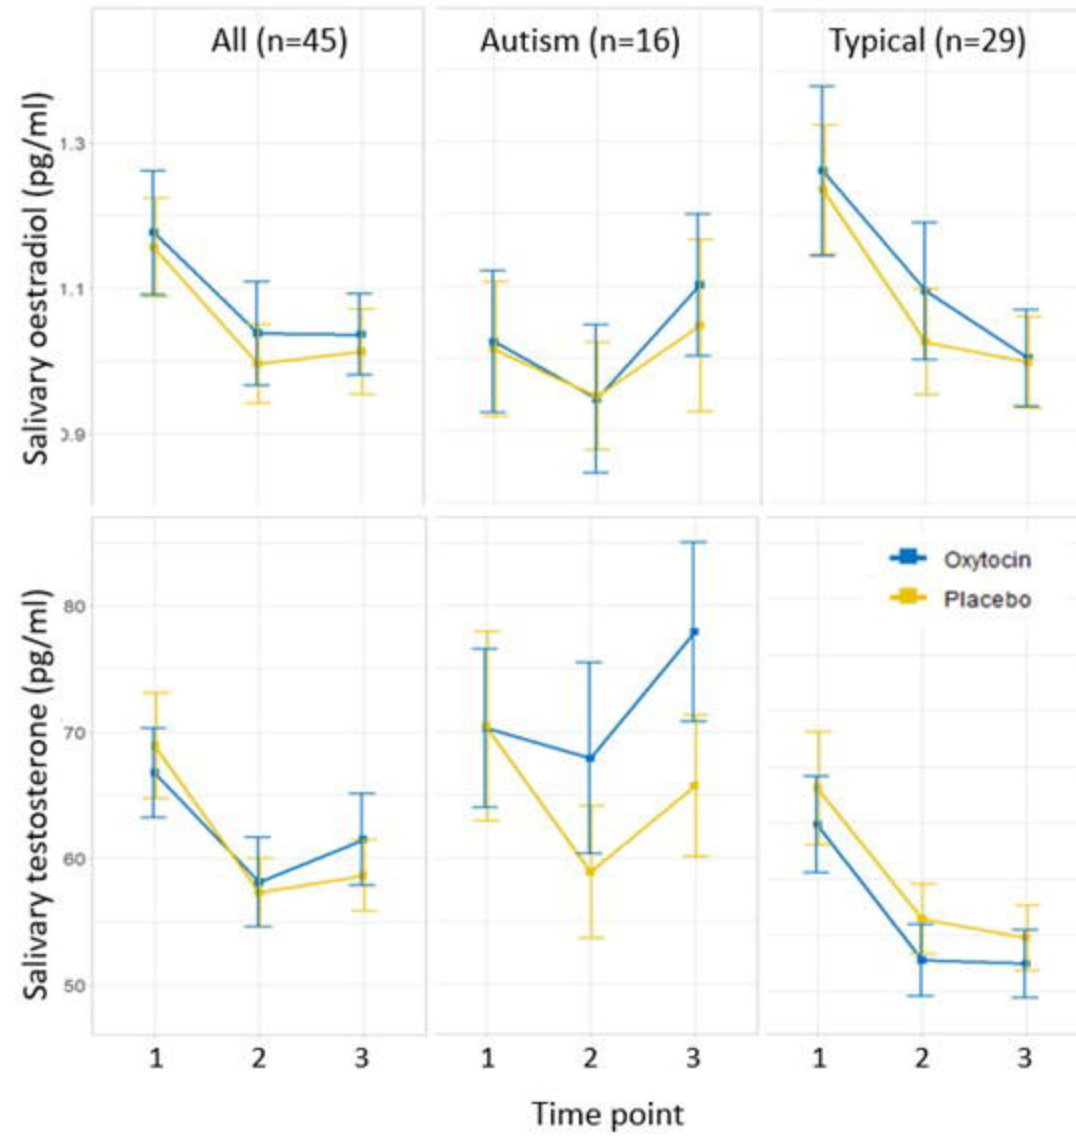 All (n=45)
Autism (n=16)
Typical (n=29)
Salivary oestradiol (pg/ml)
1.3
1.1
0.9
Salivary testosterone (pg/ml)
80
70
60
50
Oxytocin
Placebo
1 2 3 1 2 3 1 2 3
Time point